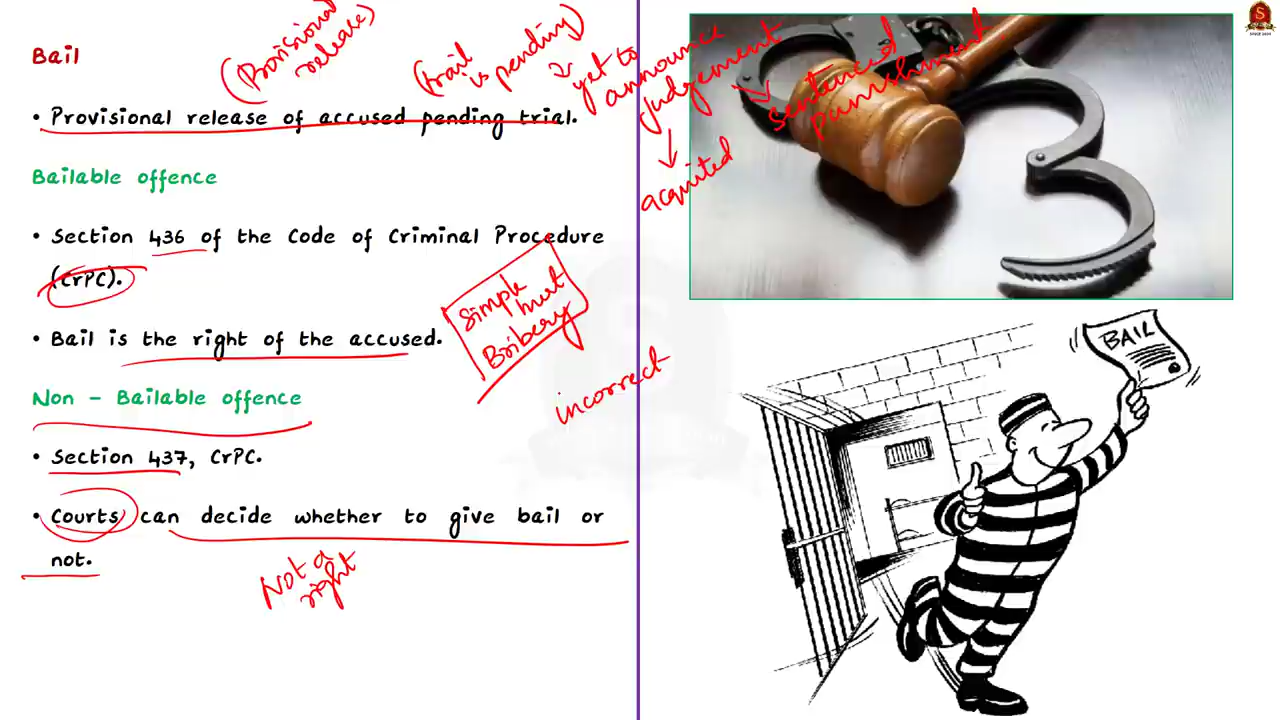 Bail
(Provisional
release)
(trail
is pending)
yet to
announce
judgement
sentenced
punishment
acquited
• Provisional release of accused pending trial.
Bailable offence
• Section 436 of the Code of Criminal Procedure
(CrPC).
Simple
hurt
Bribery
• Bail is the right of the accused.
incorrect
Non - Bailable offence
• Section 437, CrPC.
• Courts can decide whether to give bail or
not.
Not a
right
BAIL
S